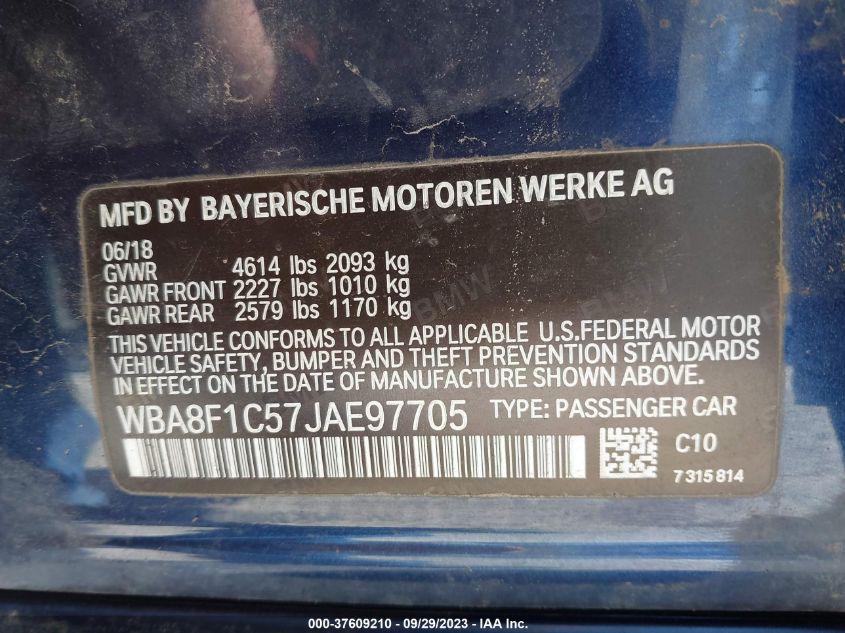 MFD BY BAYERISCHE MOTOREN WERKE AG
06/18
GVWR 4614 lbs 2093 kg
GAWR FRONT 2227 lbs 1010 kg
GAWR REAR 2579 lbs 1170 kg
THIS VEHICLE CONFORMS TO ALL APPLICABLE U.S.FEDERAL MOTOR
VEHICLE SAFETY, BUMPER AND THEFT PREVENTION STANDARDS
IN EFFECT ON THE DATE OF MANUFACTURE SHOWN ABOVE.
WBA8F1C57JAE97705 TYPE: PASSENGER CAR
C10
7315814
BMW
000-37609210 - 09/29/2023 - IAA Inc.